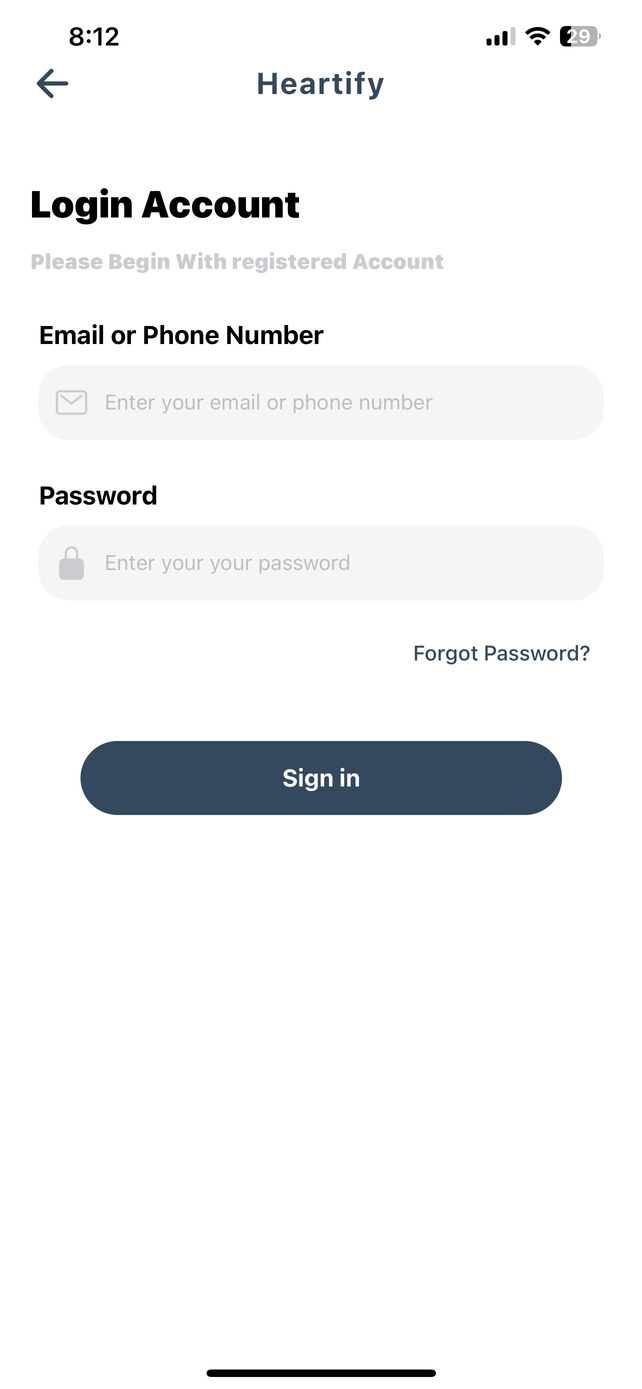 8:12
29
Heartify
Login Account
Please Begin With registered Account
Email or Phone Number
Enter your email or phone number
Password
Enter your your password
Forgot Password?
Sign in